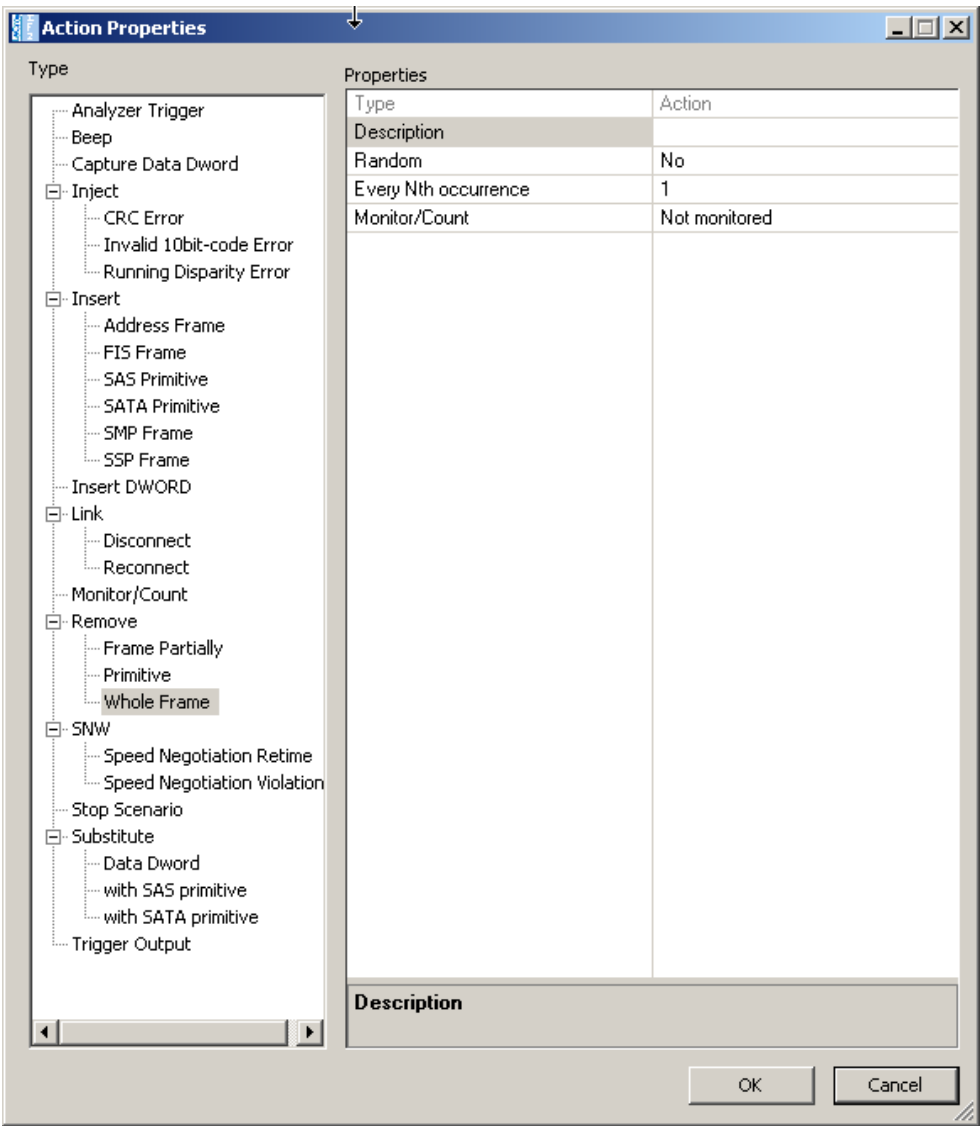 Action Properties
Type
Analyzer Trigger
Beep
Capture Data Dword
Inject
CRC Error
Invalid 10bit-code Error
Running Disparity Error
Insert
Address Frame
FIS Frame
SAS Primitive
SATA Primitive
SMP Frame
SSP Frame
Insert DWORD
Link
Disconnect
Reconnect
Monitor/Count
Remove
Frame Partially
Primitive
Whole Frame
SNW
Speed Negotiation Retime
Speed Negotiation Violation
Stop Scenario
Substitute
Data Dword
with SAS primitive
with SATA primitive
Trigger Output
Properties
Type Action
Description
Random No
Every Nth occurrence 1
Monitor/Count Not monitored
Description
OK Cancel